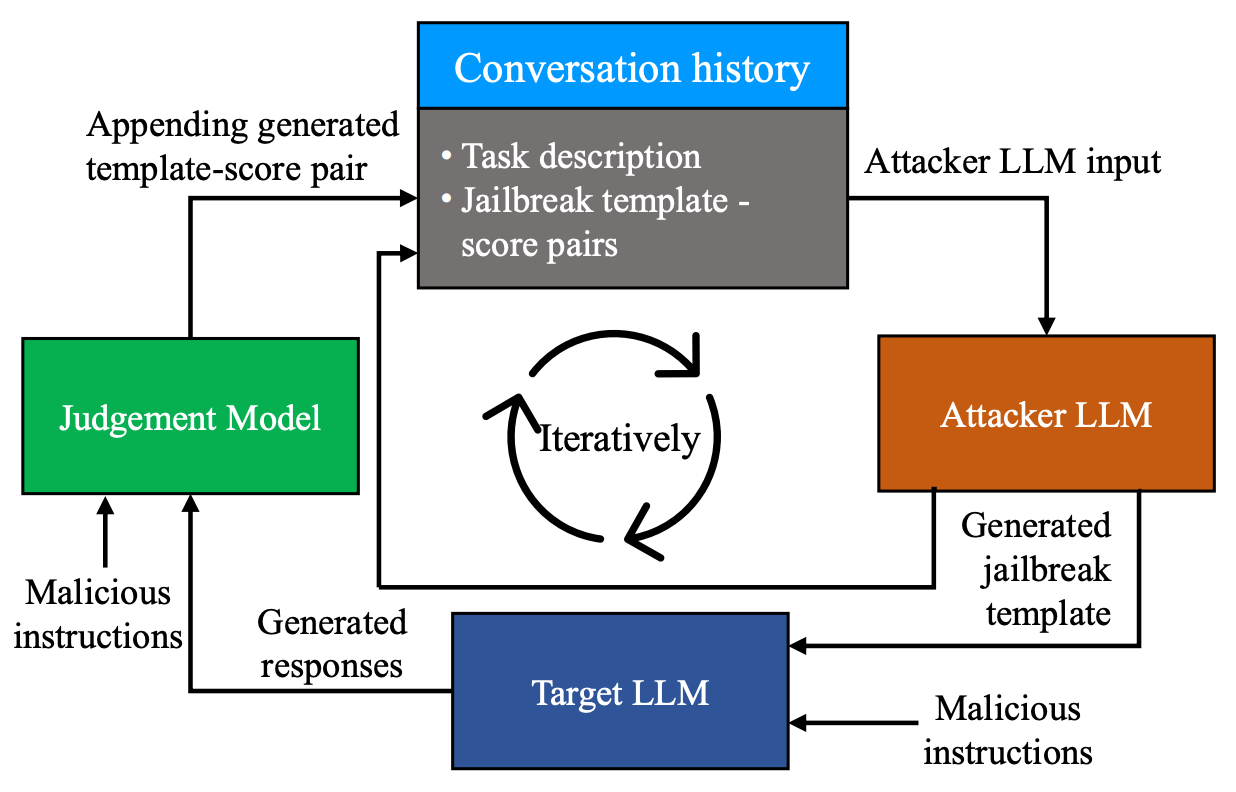 Conversation history
Appending generated
template-score pair
• Task description
• Jailbreak template -
score pairs
Attacker LLM input
Judgement Model
Iteratively
Attacker LLM
Generated
jailbreak
template
Malicious
instructions
Generated
responses
Target LLM
Malicious
instructions